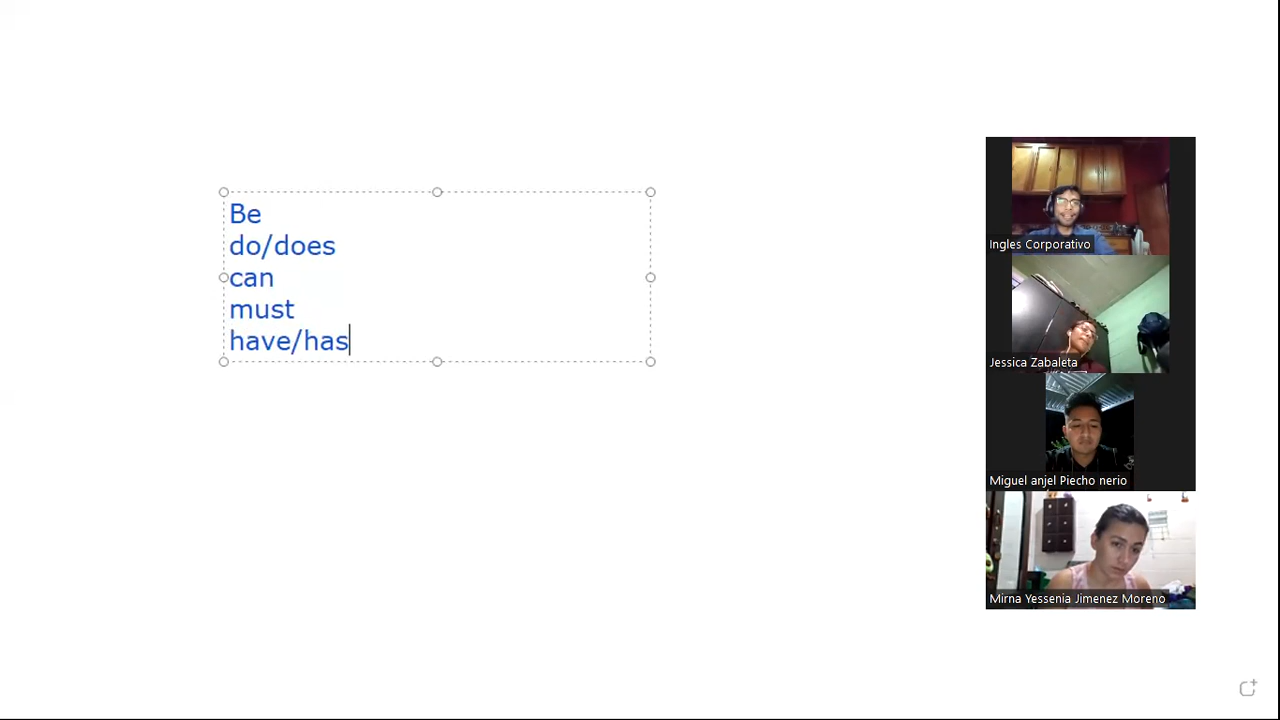 Be
do/does
can
must
have/has
Ingles Corporativo
Jessica Zabaleta
Miguel anjel Piecho nerio
Mirna Yessenia Jimenez Moreno